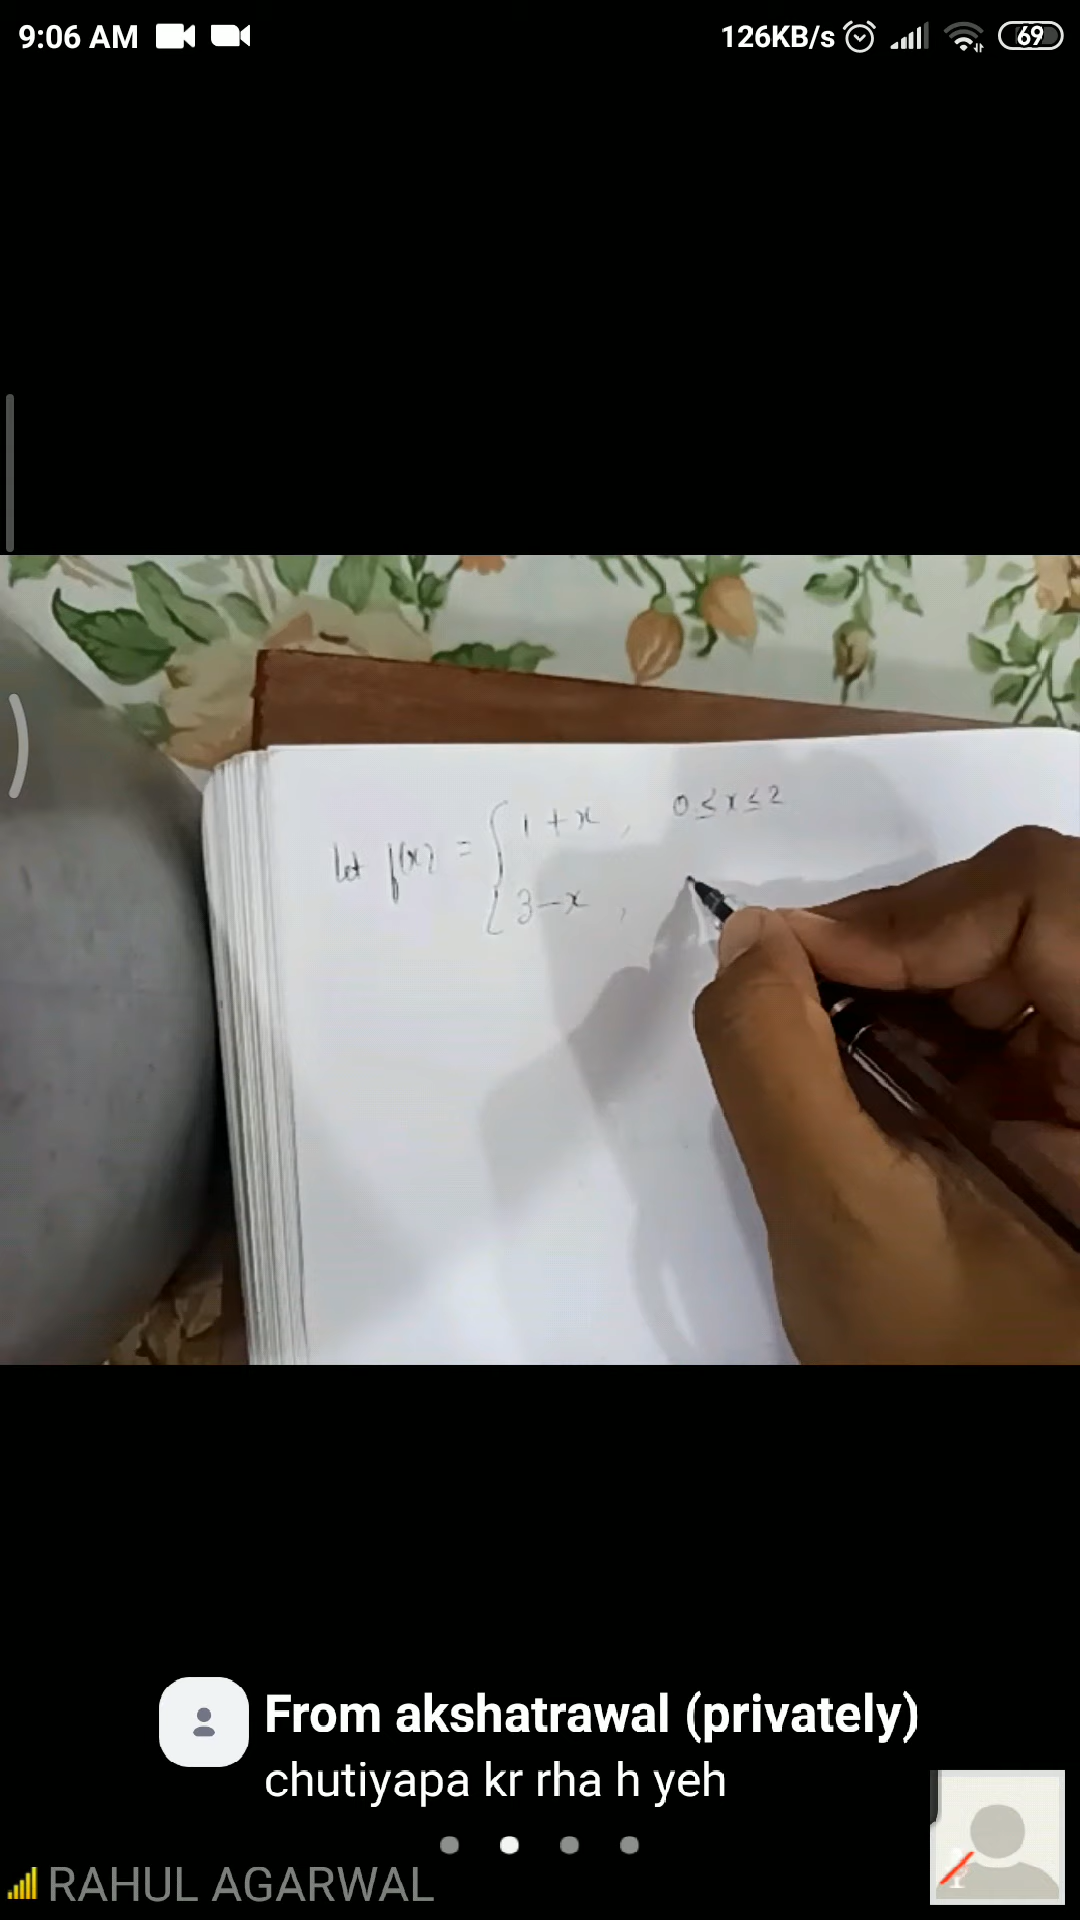 9:06 AM
126KB/s
69
let f(x) = { 1 + x , 0 ≤ x ≤ 2
3 - x ,
From akshatrawal (privately)
chutiyapa kr rha h yeh
RAHUL AGARWAL